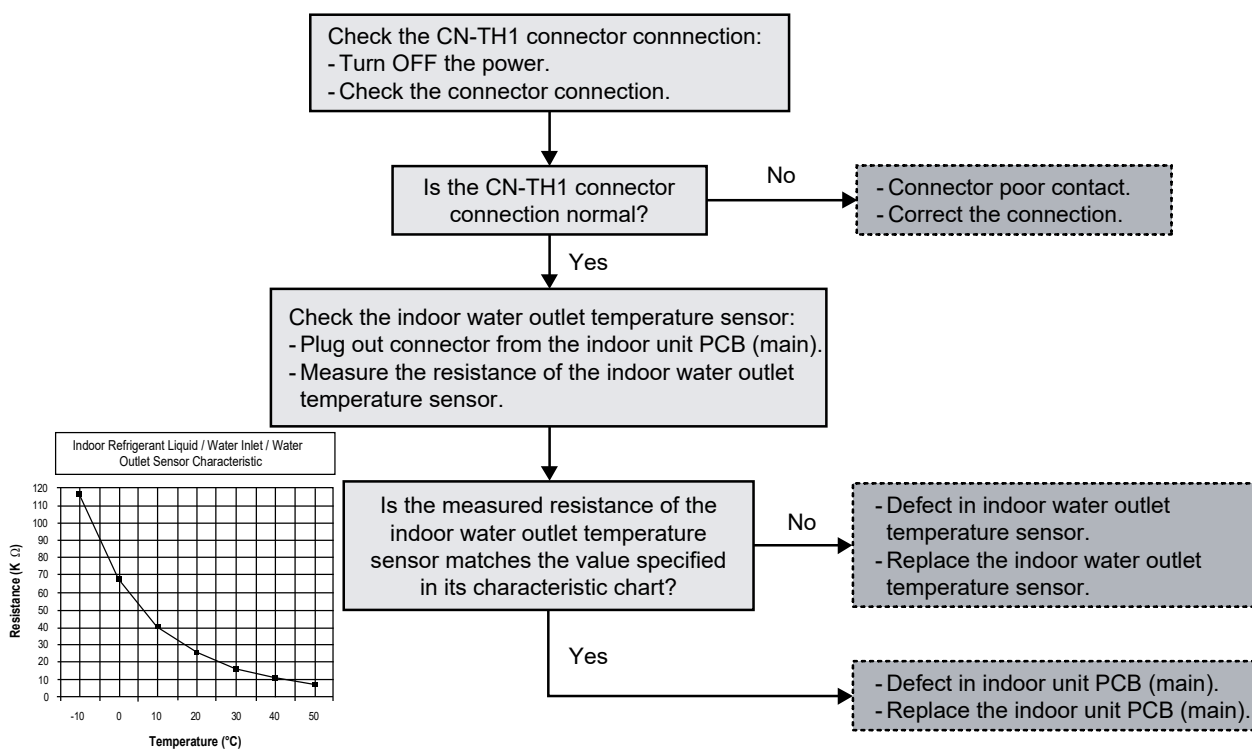 Check the CN-TH1 connector connnection:
- Turn OFF the power.
- Check the connector connection.
Is the CN-TH1 connector
connection normal?
No
- Connector poor contact.
- Correct the connection.
Yes
Check the indoor water outlet temperature sensor:
- Plug out connector from the indoor unit PCB (main).
- Measure the resistance of the indoor water outlet
temperature sensor.
Indoor Refrigerant Liquid / Water Inlet / Water
Outlet Sensor Characteristic
Resistance (K Ω)
120
110
100
90
80
70
60
50
40
30
20
10
0
-10 0 10 20 30 40 50
Temperature (°C)
Is the measured resistance of the
indoor water outlet temperature
sensor matches the value specified
in its characteristic chart?
No
- Defect in indoor water outlet
temperature sensor.
- Replace the indoor water outlet
temperature sensor.
Yes
- Defect in indoor unit PCB (main).
- Replace the indoor unit PCB (main).